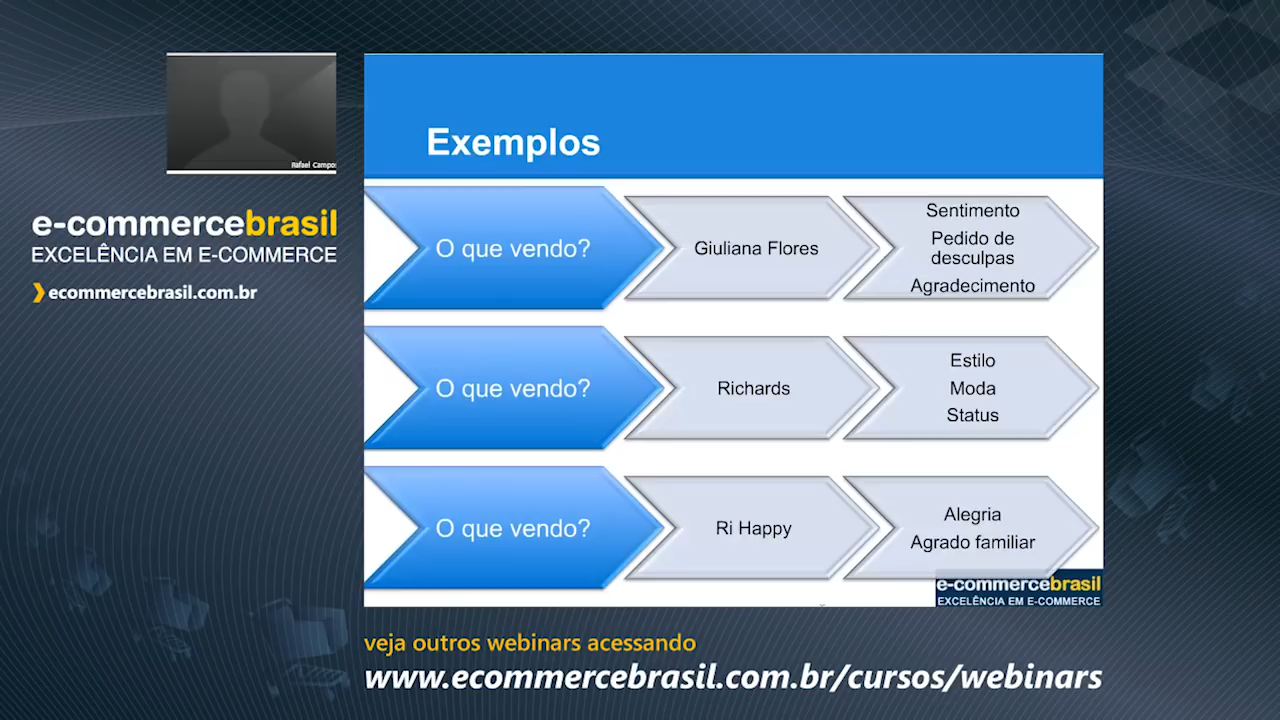 Rafael Campos
e-commercebrasil
EXCELÊNCIA EM E-COMMERCE
ecommercebrasil.com.br
Exemplos
O que vendo?
Giuliana Flores
Sentimento
Pedido de
desculpas
Agradecimento
O que vendo?
Richards
Estilo
Moda
Status
O que vendo?
Ri Happy
Alegria
Agrado familiar
e-commercebrasil
EXCELÊNCIA EM E-COMMERCE
veja outros webinars acessando
www.ecommercebrasil.com.br/cursos/webinars